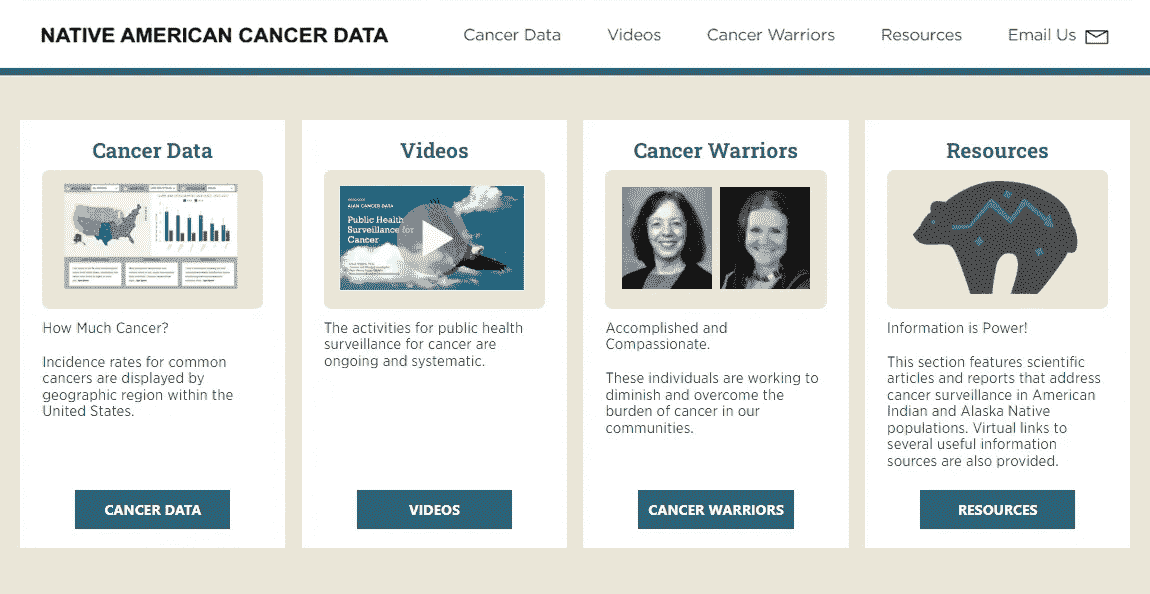 NATIVE AMERICAN CANCER DATA
Cancer Data
Videos
Cancer Warriors
Resources
Email Us
Cancer Data
How Much Cancer?
Incidence rates for common
cancers are displayed by
geographic region within the
United States.
CANCER DATA
Videos
AIAN CANCER DATA
Public Health
Surveillance for
Cancer
The activities for public health
surveillance for cancer are
ongoing and systematic.
VIDEOS
Cancer Warriors
Accomplished and
Compassionate.
These individuals are working to
diminish and overcome the
burden of cancer in our
communities.
CANCER WARRIORS
Resources
Information is Power!
This section features scientific
articles and reports that address
cancer surveillance in American
Indian and Alaska Native
populations. Virtual links to
several useful information
sources are also provided.
RESOURCES